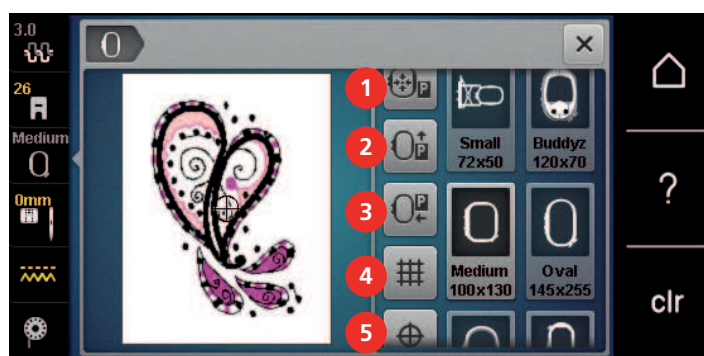 3.0
26
Medium
0mm
1
P
2
P
3
P
4
5
Small
72x50
Buddyz
120x70
Medium
100x130
Oval
145x255
?
clr